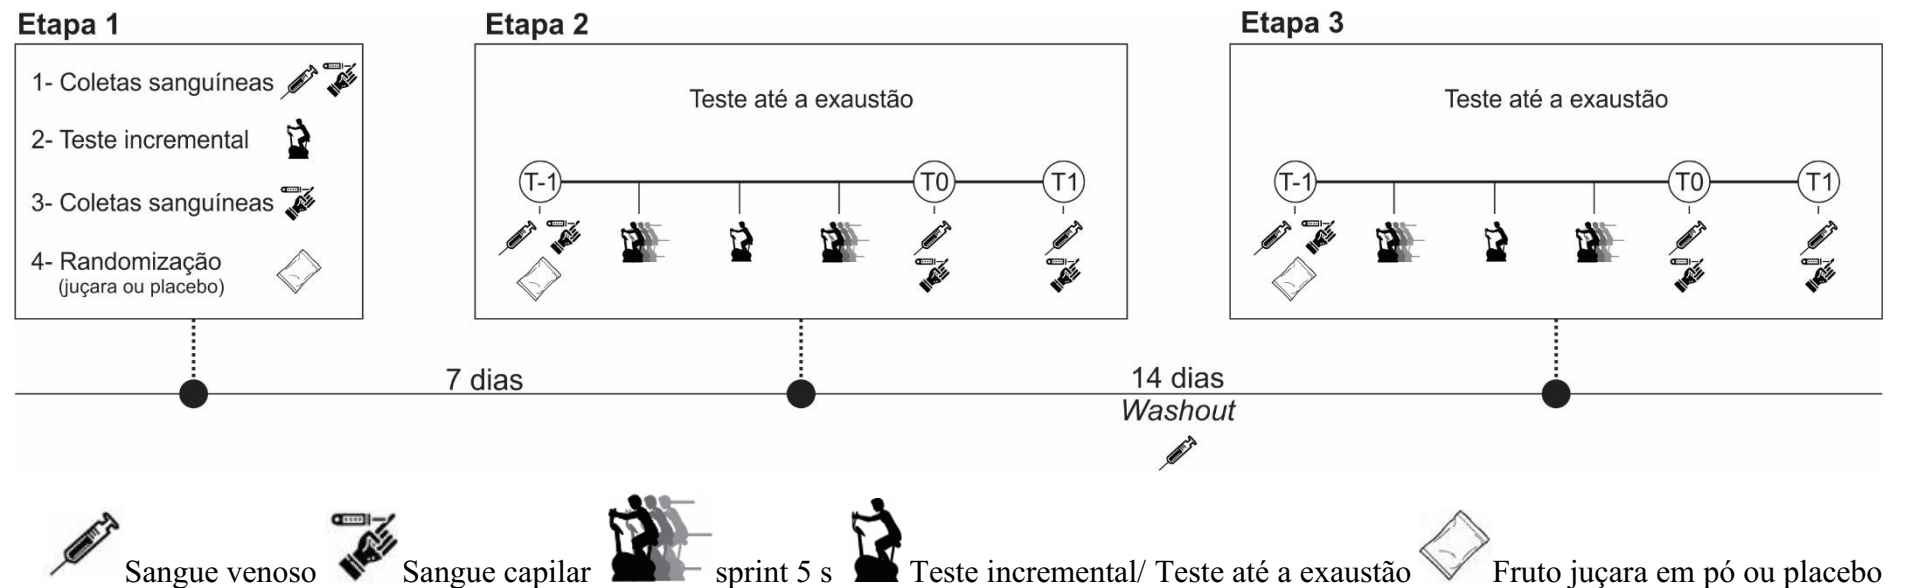 Etapa 1
1- Coletas sanguíneas
2- Teste incremental
3- Coletas sanguíneas
4- Randomização
(juçara ou placebo)
Etapa 2
Teste até a exaustão
T-1
T0
T1
Etapa 3
Teste até a exaustão
T-1
T0
T1
7 dias
14 dias
Washout
Sangue venoso Sangue capilar sprint 5 s Teste incremental/ Teste até a exaustão Fruto juçara em pó ou placebo